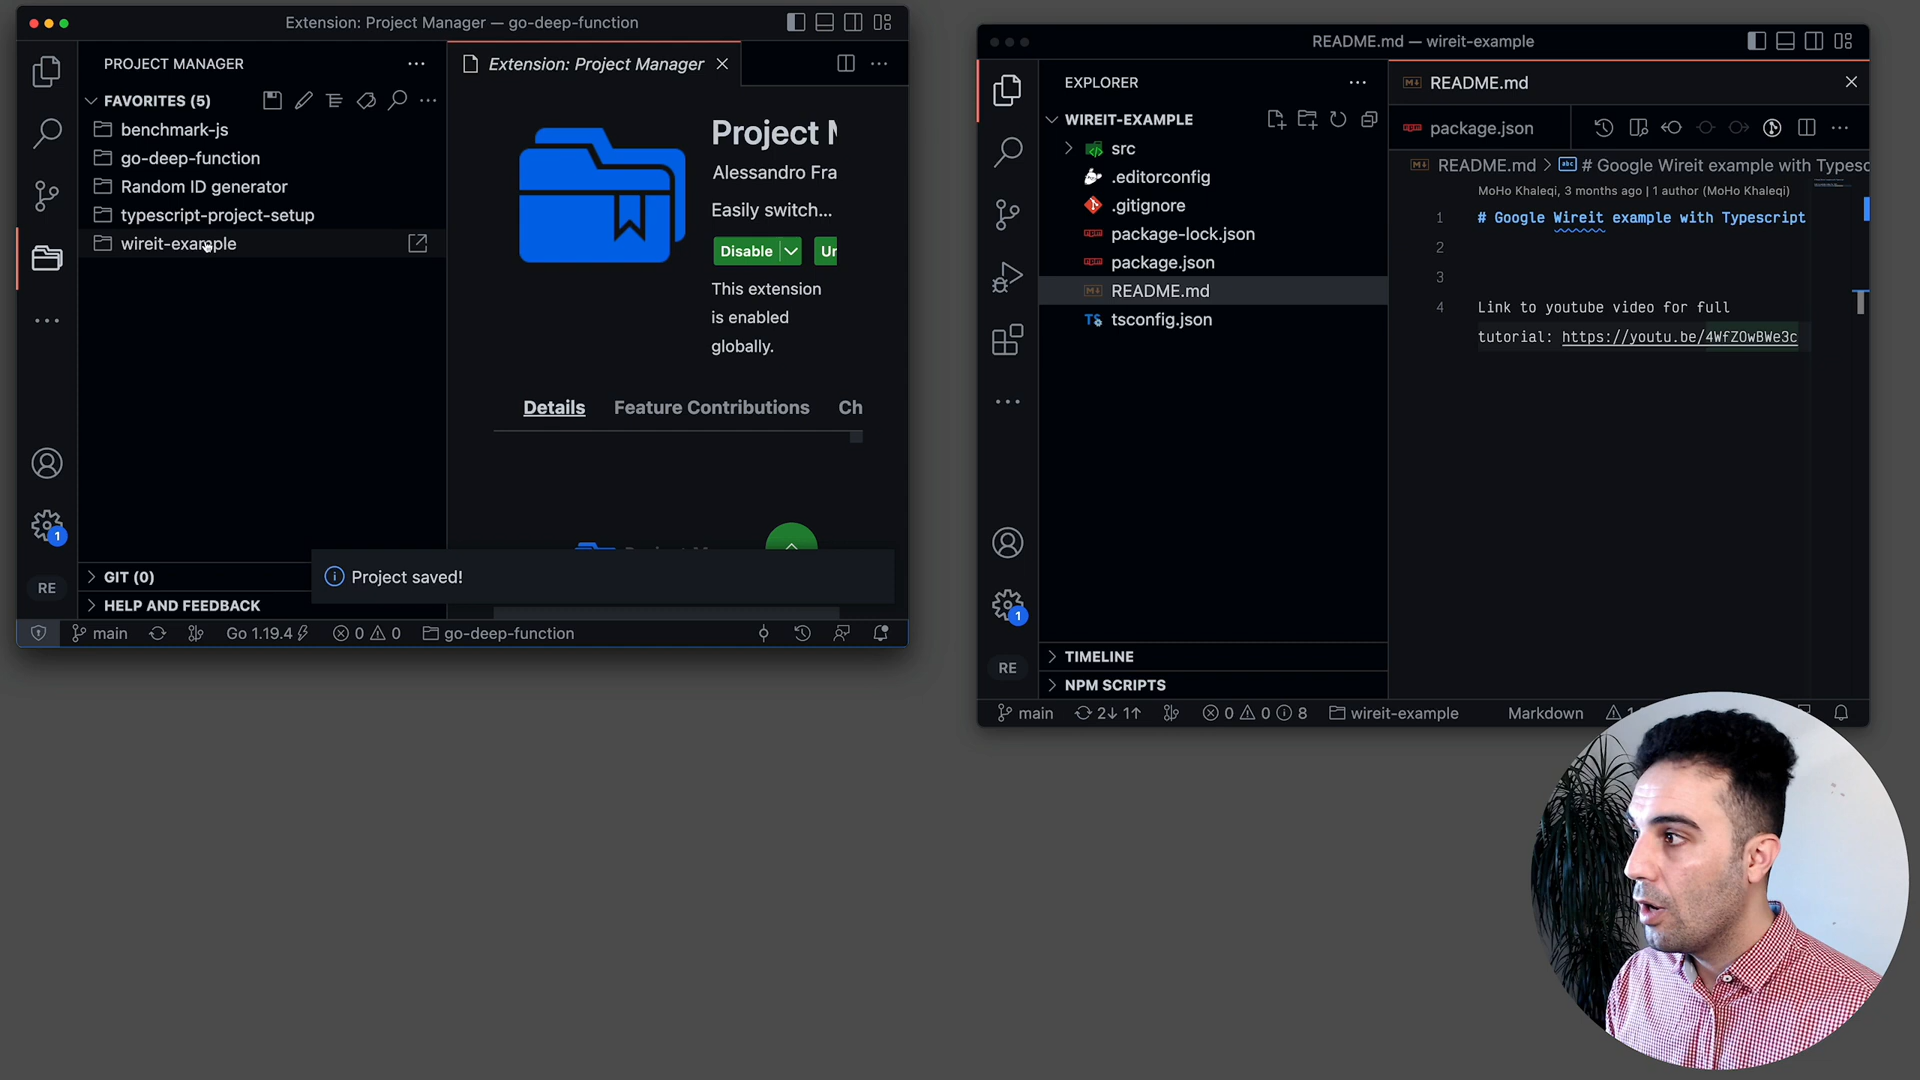 Extension: Project Manager — go-deep-function
PROJECT MANAGER
FAVORITES (5)
benchmark-js
go-deep-function
Random ID generator
typescript-project-setup
wireit-example
GIT (0)
HELP AND FEEDBACK
RE
1
Extension: Project Manager
Project M
Alessandro Fra
Easily switch...
Disable
Un
This extension
is enabled
globally.
Details Feature Contributions Ch
Project saved!
main Go 1.19.4 0 0 go-deep-function
README.md — wireit-example
EXPLORER
WIREIT-EXAMPLE
src
.editorconfig
.gitignore
package-lock.json
package.json
README.md
tsconfig.json
TIMELINE
NPM SCRIPTS
RE
1
README.md
package.json
README.md > # Google Wireit example with Typesc
MoHo Khaleqi, 3 months ago | 1 author (MoHo Khaleqi)
1 # Google Wireit example with Typescript
2
3
4 Link to youtube video for full
tutorial: https://youtu.be/4WfZOwBWe3c
main 2↓ 1↑ 0 0 8 wireit-example Markdown